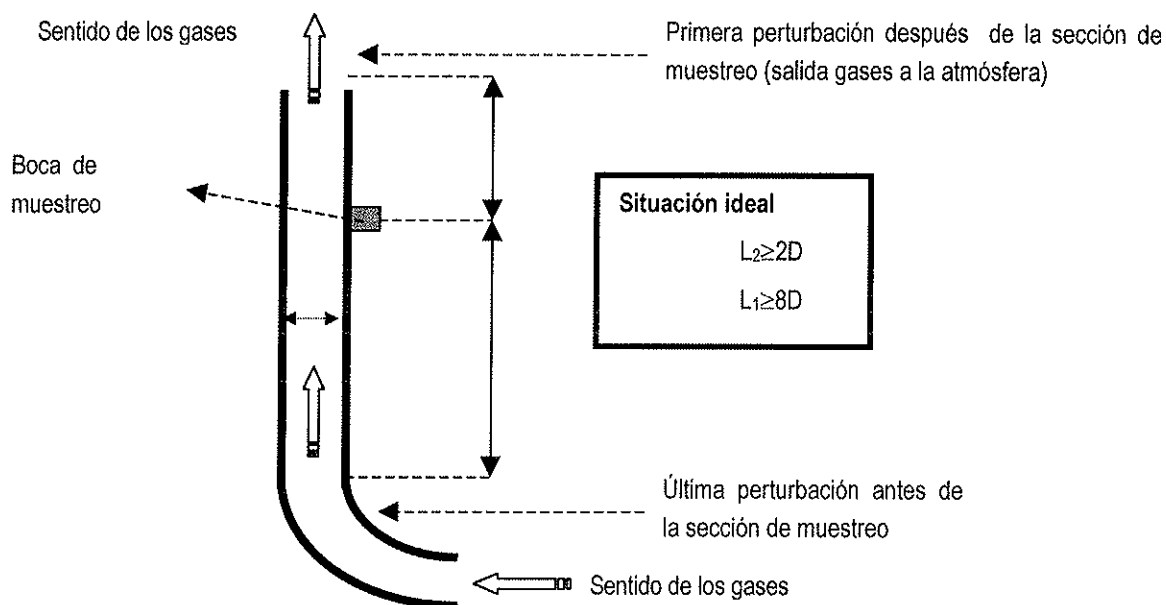 Sentido de los gases
Primera perturbación después de la sección de
muestreo (salida gases a la atmósfera)
Boca de
muestreo
Situación ideal
L₂≥2D
L₁≥8D
Última perturbación antes de
la sección de muestreo
Sentido de los gases